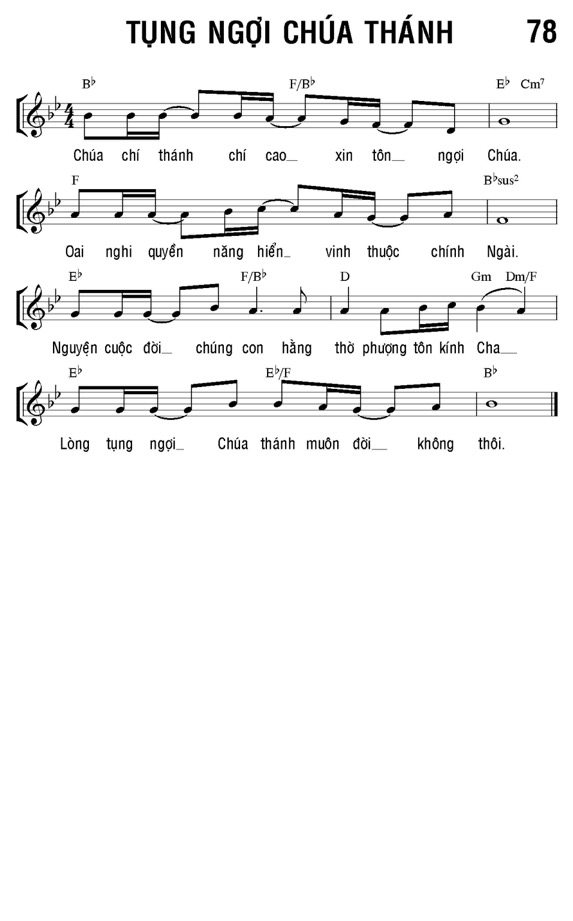 TỤNG NGỢI CHÚA THÁNH 78
B♭ F/B♭ E♭ Cm7
4/4
Chúa chí thánh chí cao_ xin tôn_ ngợi Chúa.
F B♭sus2
Oai nghi quyền năng hiển_ vinh thuộc chính Ngài.
E♭ F/B♭ D Gm Dm/F
Nguyện cuộc đời_ chúng con hằng thờ phượng tôn kính Cha_
E♭ E♭/F B♭
Lòng tụng ngợi_ Chúa thánh muôn đời_ không thôi.